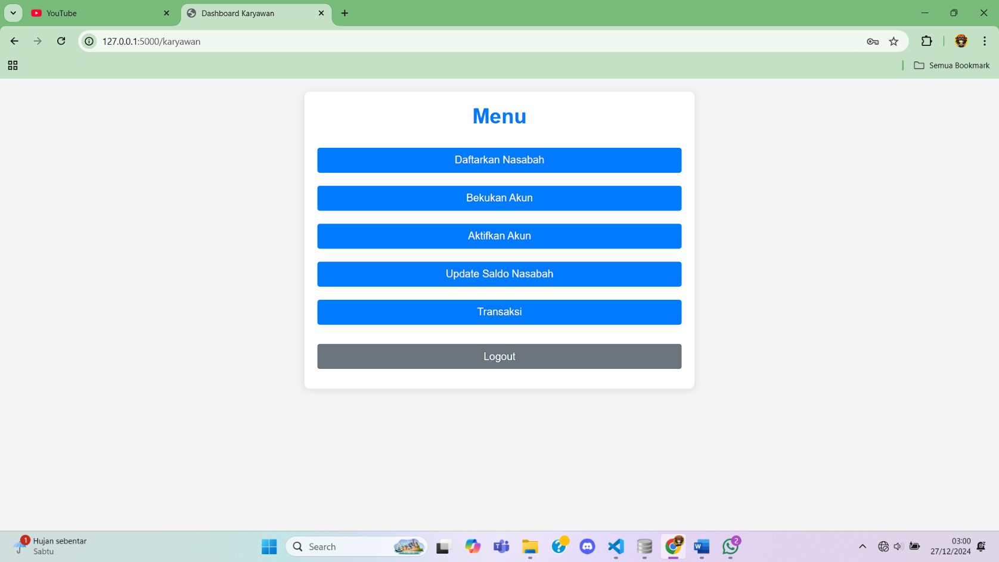 YouTube
Dashboard Karyawan
127.0.0.1:5000/karyawan
Semua Bookmark
Menu
Daftarkan Nasabah
Bekukan Akun
Aktifkan Akun
Update Saldo Nasabah
Transaksi
Logout
1
Hujan sebentar
Sabtu
Search
2
03:00
27/12/2024